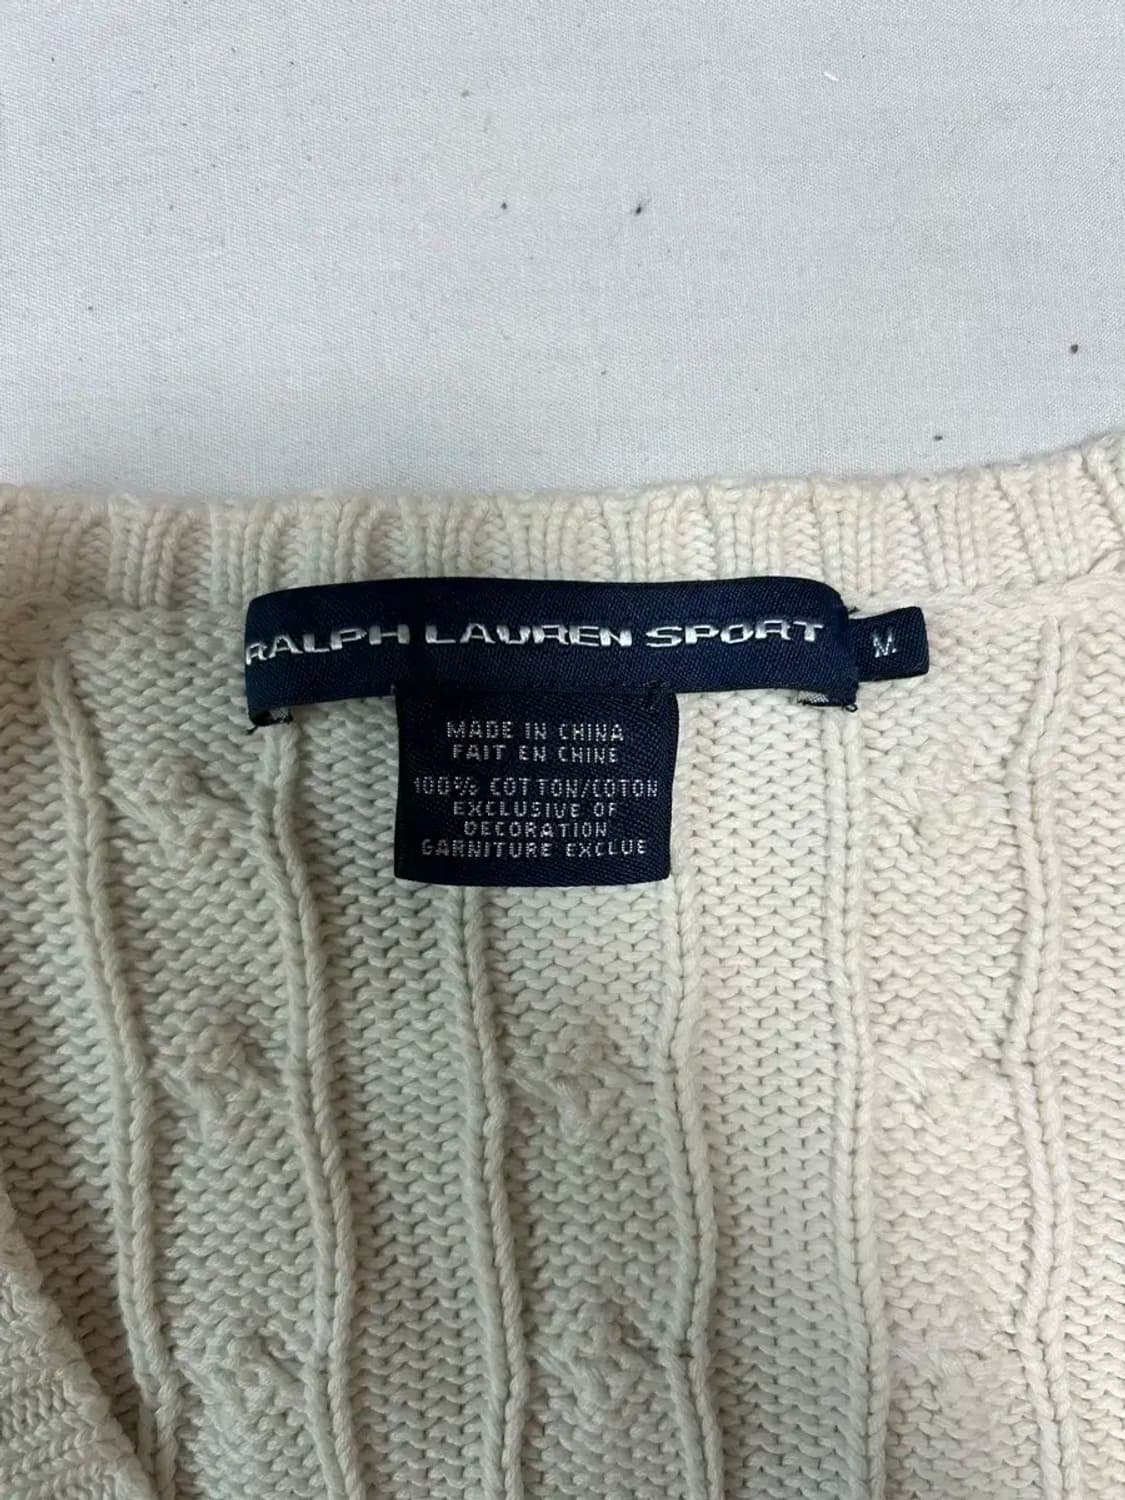 RALPH LAUREN SPORT
M
MADE IN CHINA
FAIT EN CHINE
100% COTTON/COTON
EXCLUSIVE OF
DECORATION
GARNITURE EXCLUE